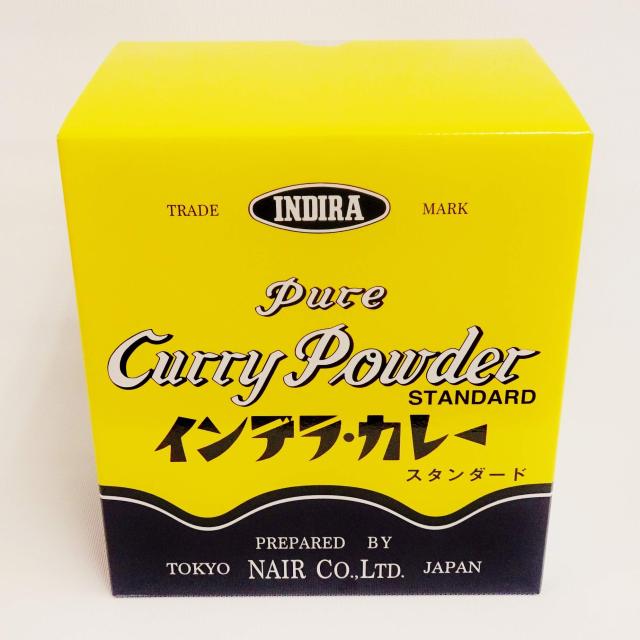 TRADE INDIRA MARK
Pure
Curry Powder
STANDARD
インデラ・カレー
スタンダード
PREPARED BY
TOKYO NAIR CO.,LTD. JAPAN